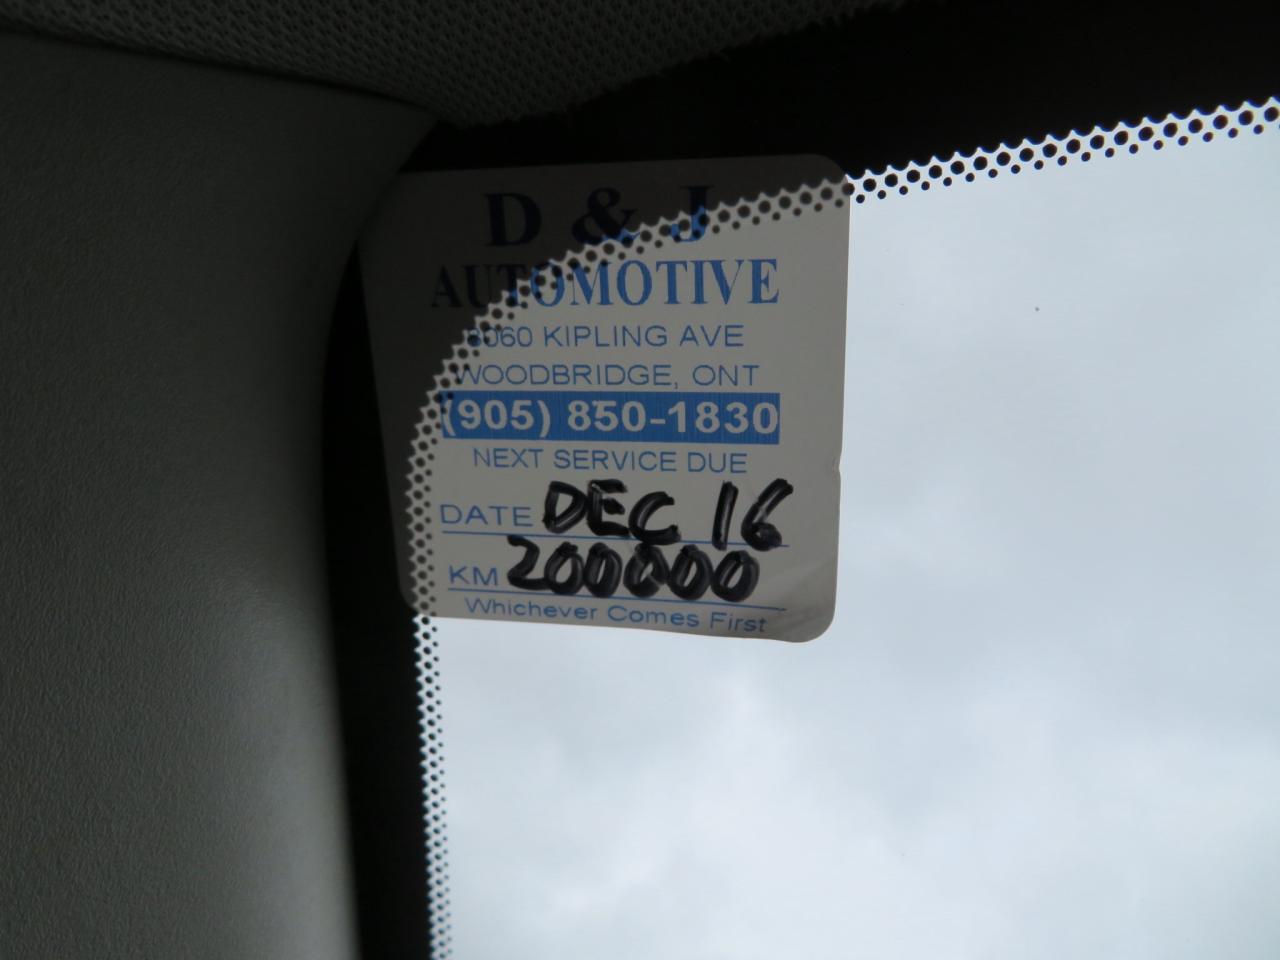 D & J
AUTOMOTIVE
8060 KIPLING AVE
WOODBRIDGE, ONT
(905) 850-1830
NEXT SERVICE DUE
DATE DEC 16
KM 200000
Whichever Comes First